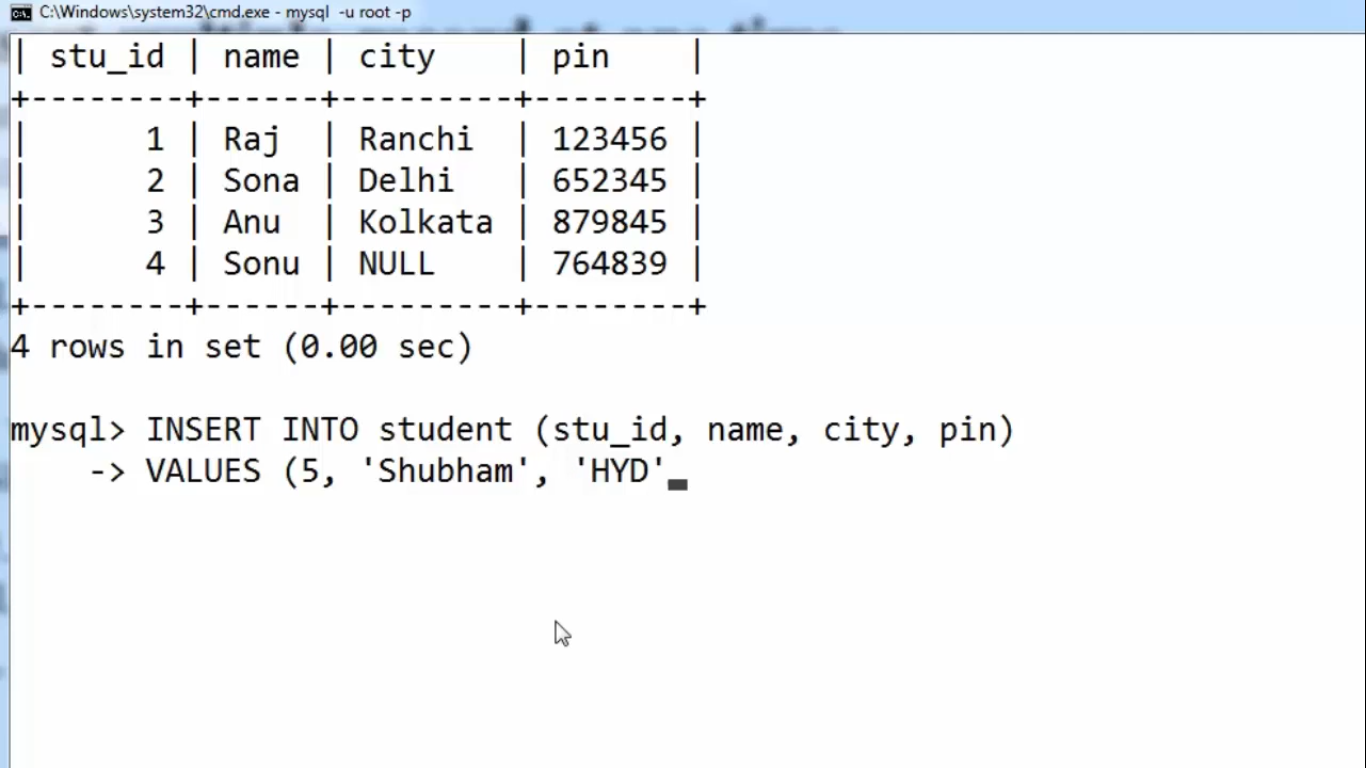 C:\Windows\system32\cmd.exe - mysql  -u root -p
| stu_id | name | city    | pin    |
+--------+------+---------+--------+
|      1 | Raj  | Ranchi  | 123456 |
|      2 | Sona | Delhi   | 652345 |
|      3 | Anu  | Kolkata | 879845 |
|      4 | Sonu | NULL    | 764839 |
+--------+------+---------+--------+
4 rows in set (0.00 sec)
mysql> INSERT INTO student (stu_id, name, city, pin)
    -> VALUES (5, 'Shubham', 'HYD'